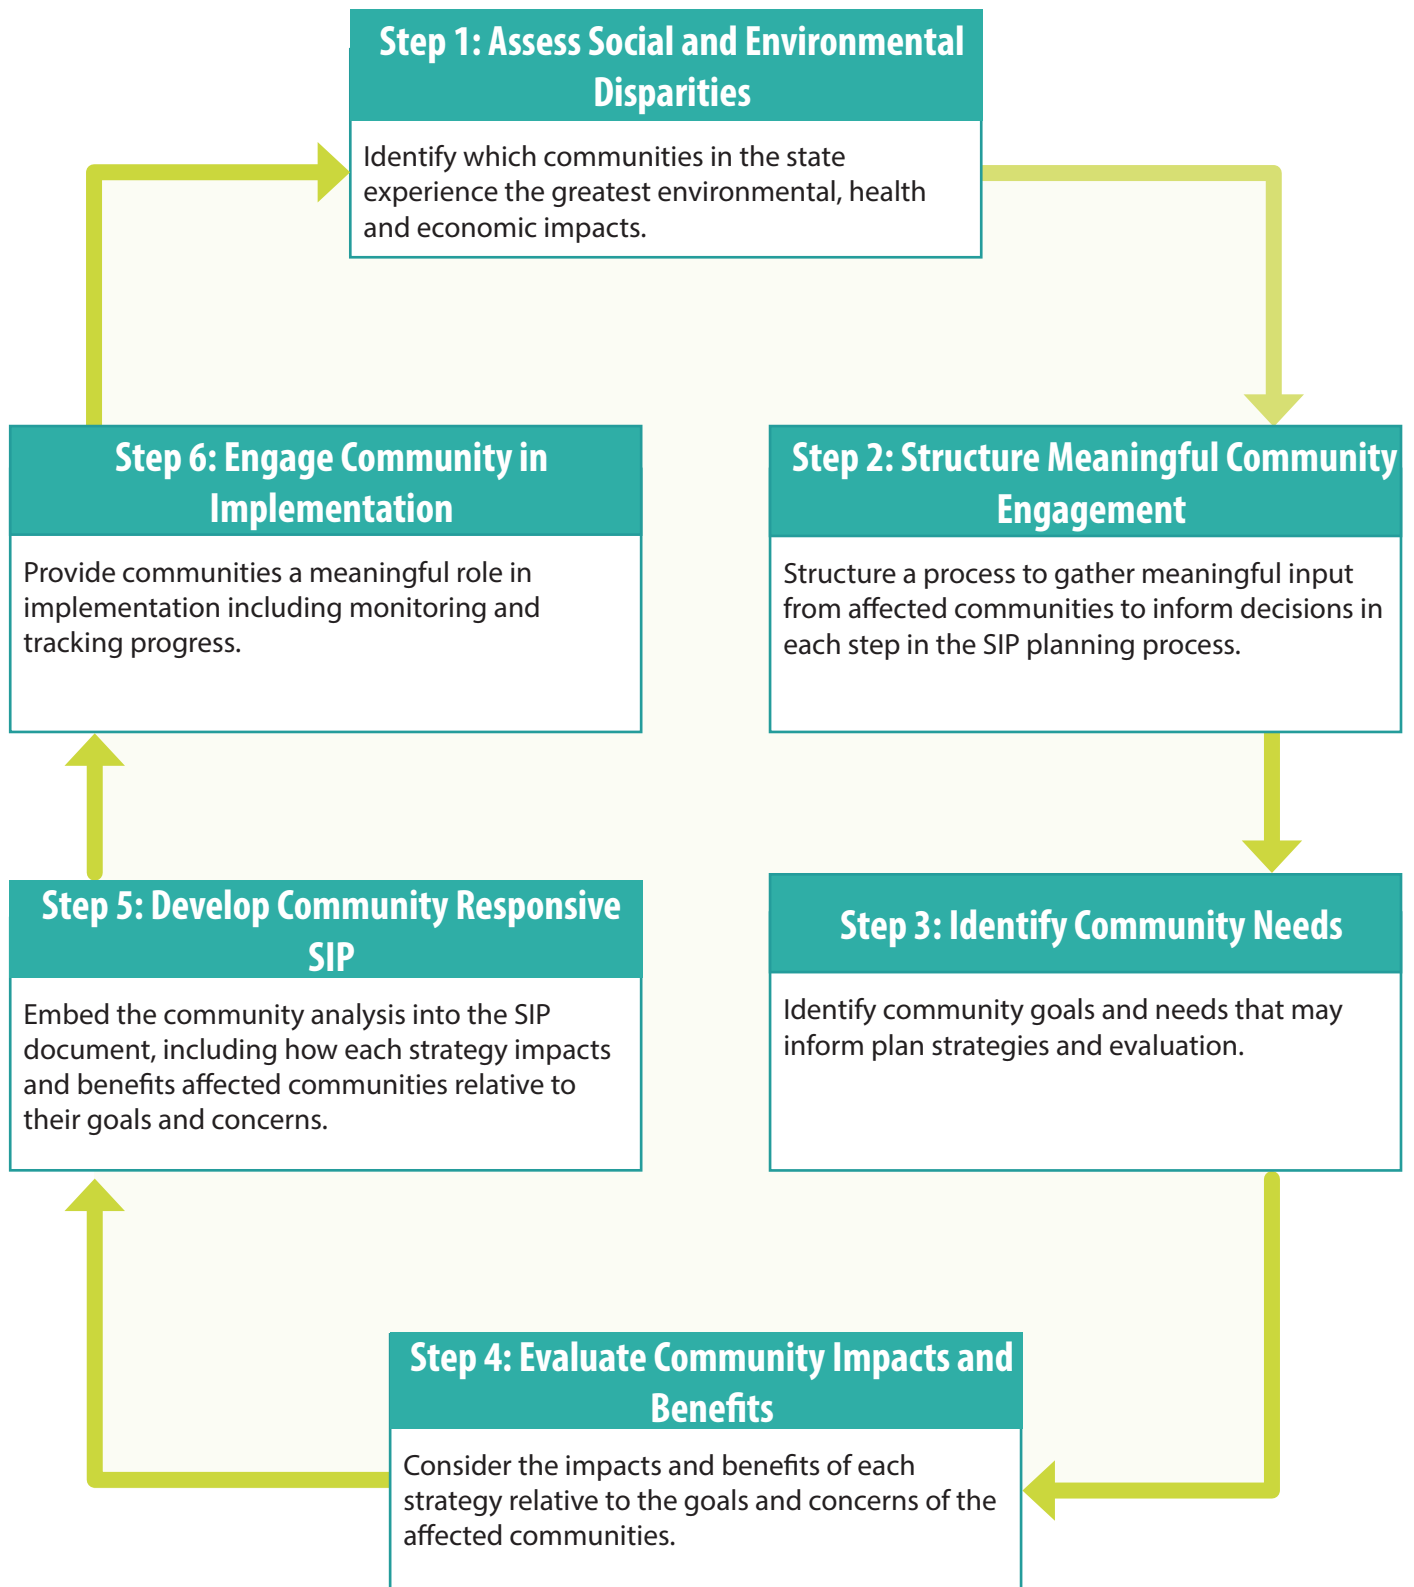 Step 1: Assess Social and Environmental
Disparities
Identify which communities in the state
experience the greatest environmental, health
and economic impacts.
Step 2: Structure Meaningful Community
Engagement
Structure a process to gather meaningful input
from affected communities to inform decisions in
each step in the SIP planning process.
Step 3: Identify Community Needs
Identify community goals and needs that may
inform plan strategies and evaluation.
Step 4: Evaluate Community Impacts and
Benefits
Consider the impacts and benefits of each
strategy relative to the goals and concerns of the
affected communities.
Step 5: Develop Community Responsive
SIP
Embed the community analysis into the SIP
document, including how each strategy impacts
and benefits affected communities relative to
their goals and concerns.
Step 6: Engage Community in
Implementation
Provide communities a meaningful role in
implementation including monitoring and
tracking progress.